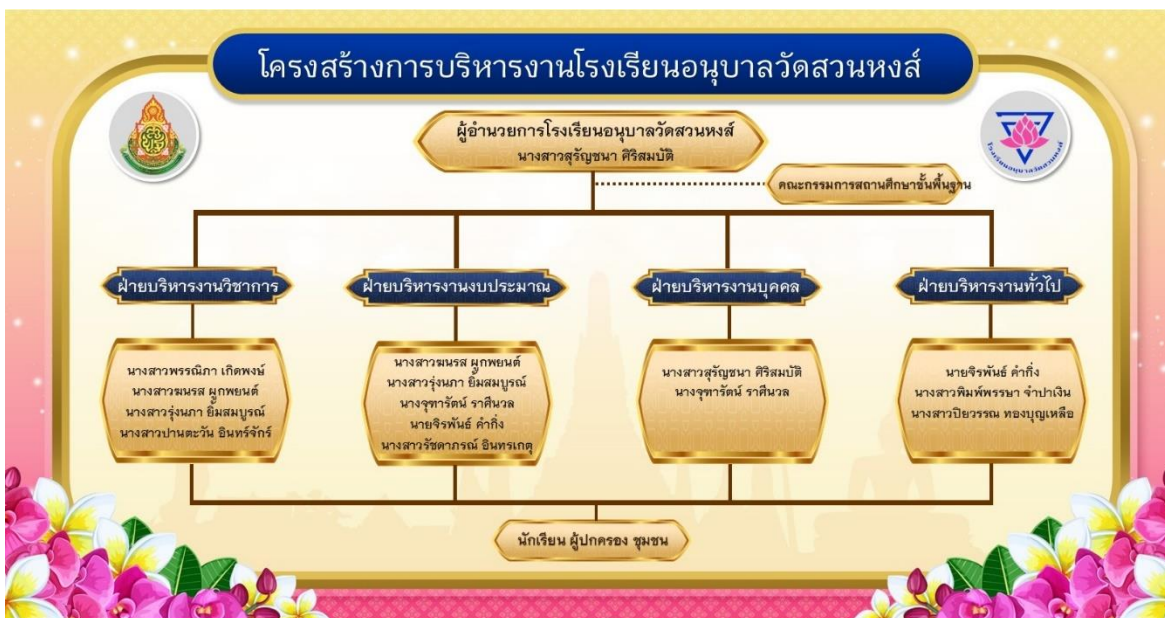 โครงสร้างการบริหารงานโรงเรียนอนุบาลวัดสวนหงส์
ผู้อำนวยการโรงเรียนอนุบาลวัดสวนหงส์
นางสาวสุรัญชนา ศิริสมบัติ
โรงเรียนอนุบาลวัดสวนหงส์
คณะกรรมการสถานศึกษาขั้นพื้นฐาน
ฝ่ายบริหารงานวิชาการ
นางสาวพรรณิภา เกิดพงษ์
นางสาวฆนรส ผูกพยนต์
นางสาวรุ่งนภา ยิ้มสมบูรณ์
นางสาวปานตะวัน อินทร์จักร์
ฝ่ายบริหารงานงบประมาณ
นางสาวฆนรส ผูกพยนต์
นางสาวรุ่งนภา ยิ้มสมบูรณ์
นางจุฑารัตน์ ราศีนวล
นายจิรพันธ์ คำกิ่ง
นางสาวรัชดาภรณ์ อินทรเกตุ
ฝ่ายบริหารงานบุคคล
นางสาวสุรัญชนา ศิริสมบัติ
นางจุฑารัตน์ ราศีนวล
ฝ่ายบริหารงานทั่วไป
นายจิรพันธ์ คำกิ่ง
นางสาวพิมพ์พรรษา จำปาเงิน
นางสาวปิยวรรณ ทองบุญเหลือ
นักเรียน ผู้ปกครอง ชุมชน